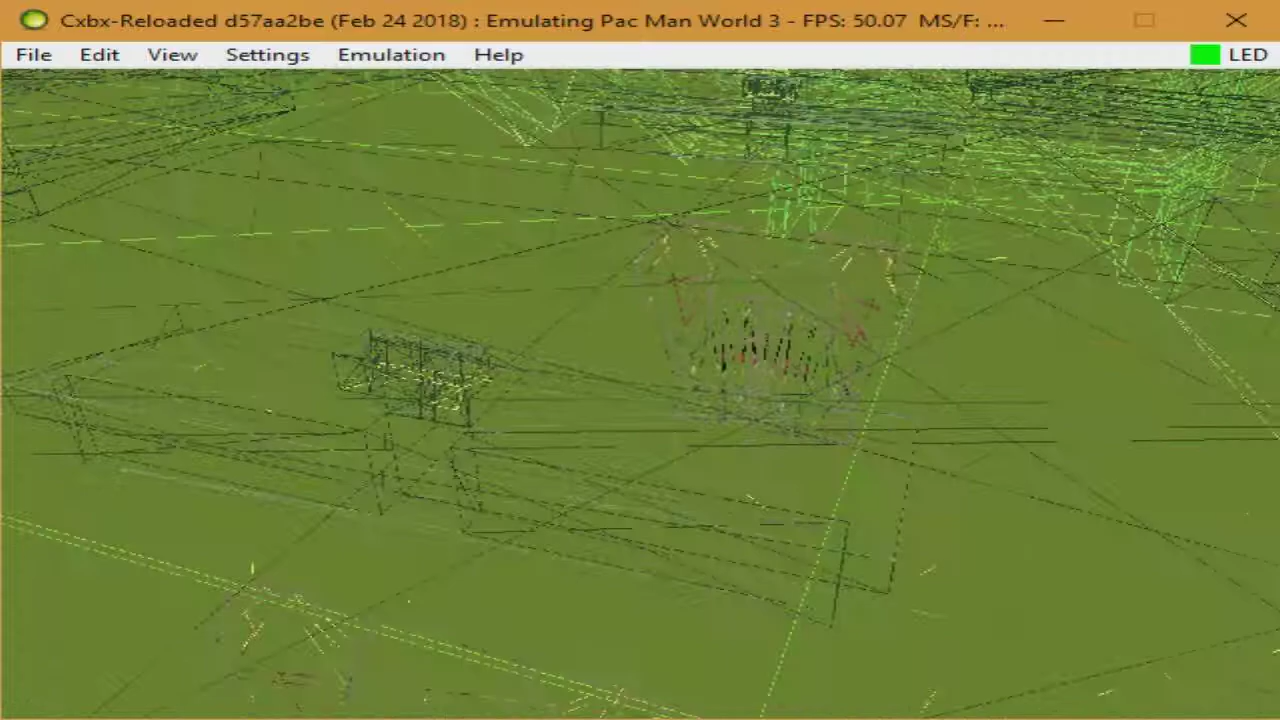 Cxbx-Reloaded d57aa2be (Feb 24 2018) : Emulating Pac Man World 3 - FPS: 50.07 MS/F: ...
File Edit View Settings Emulation Help LED